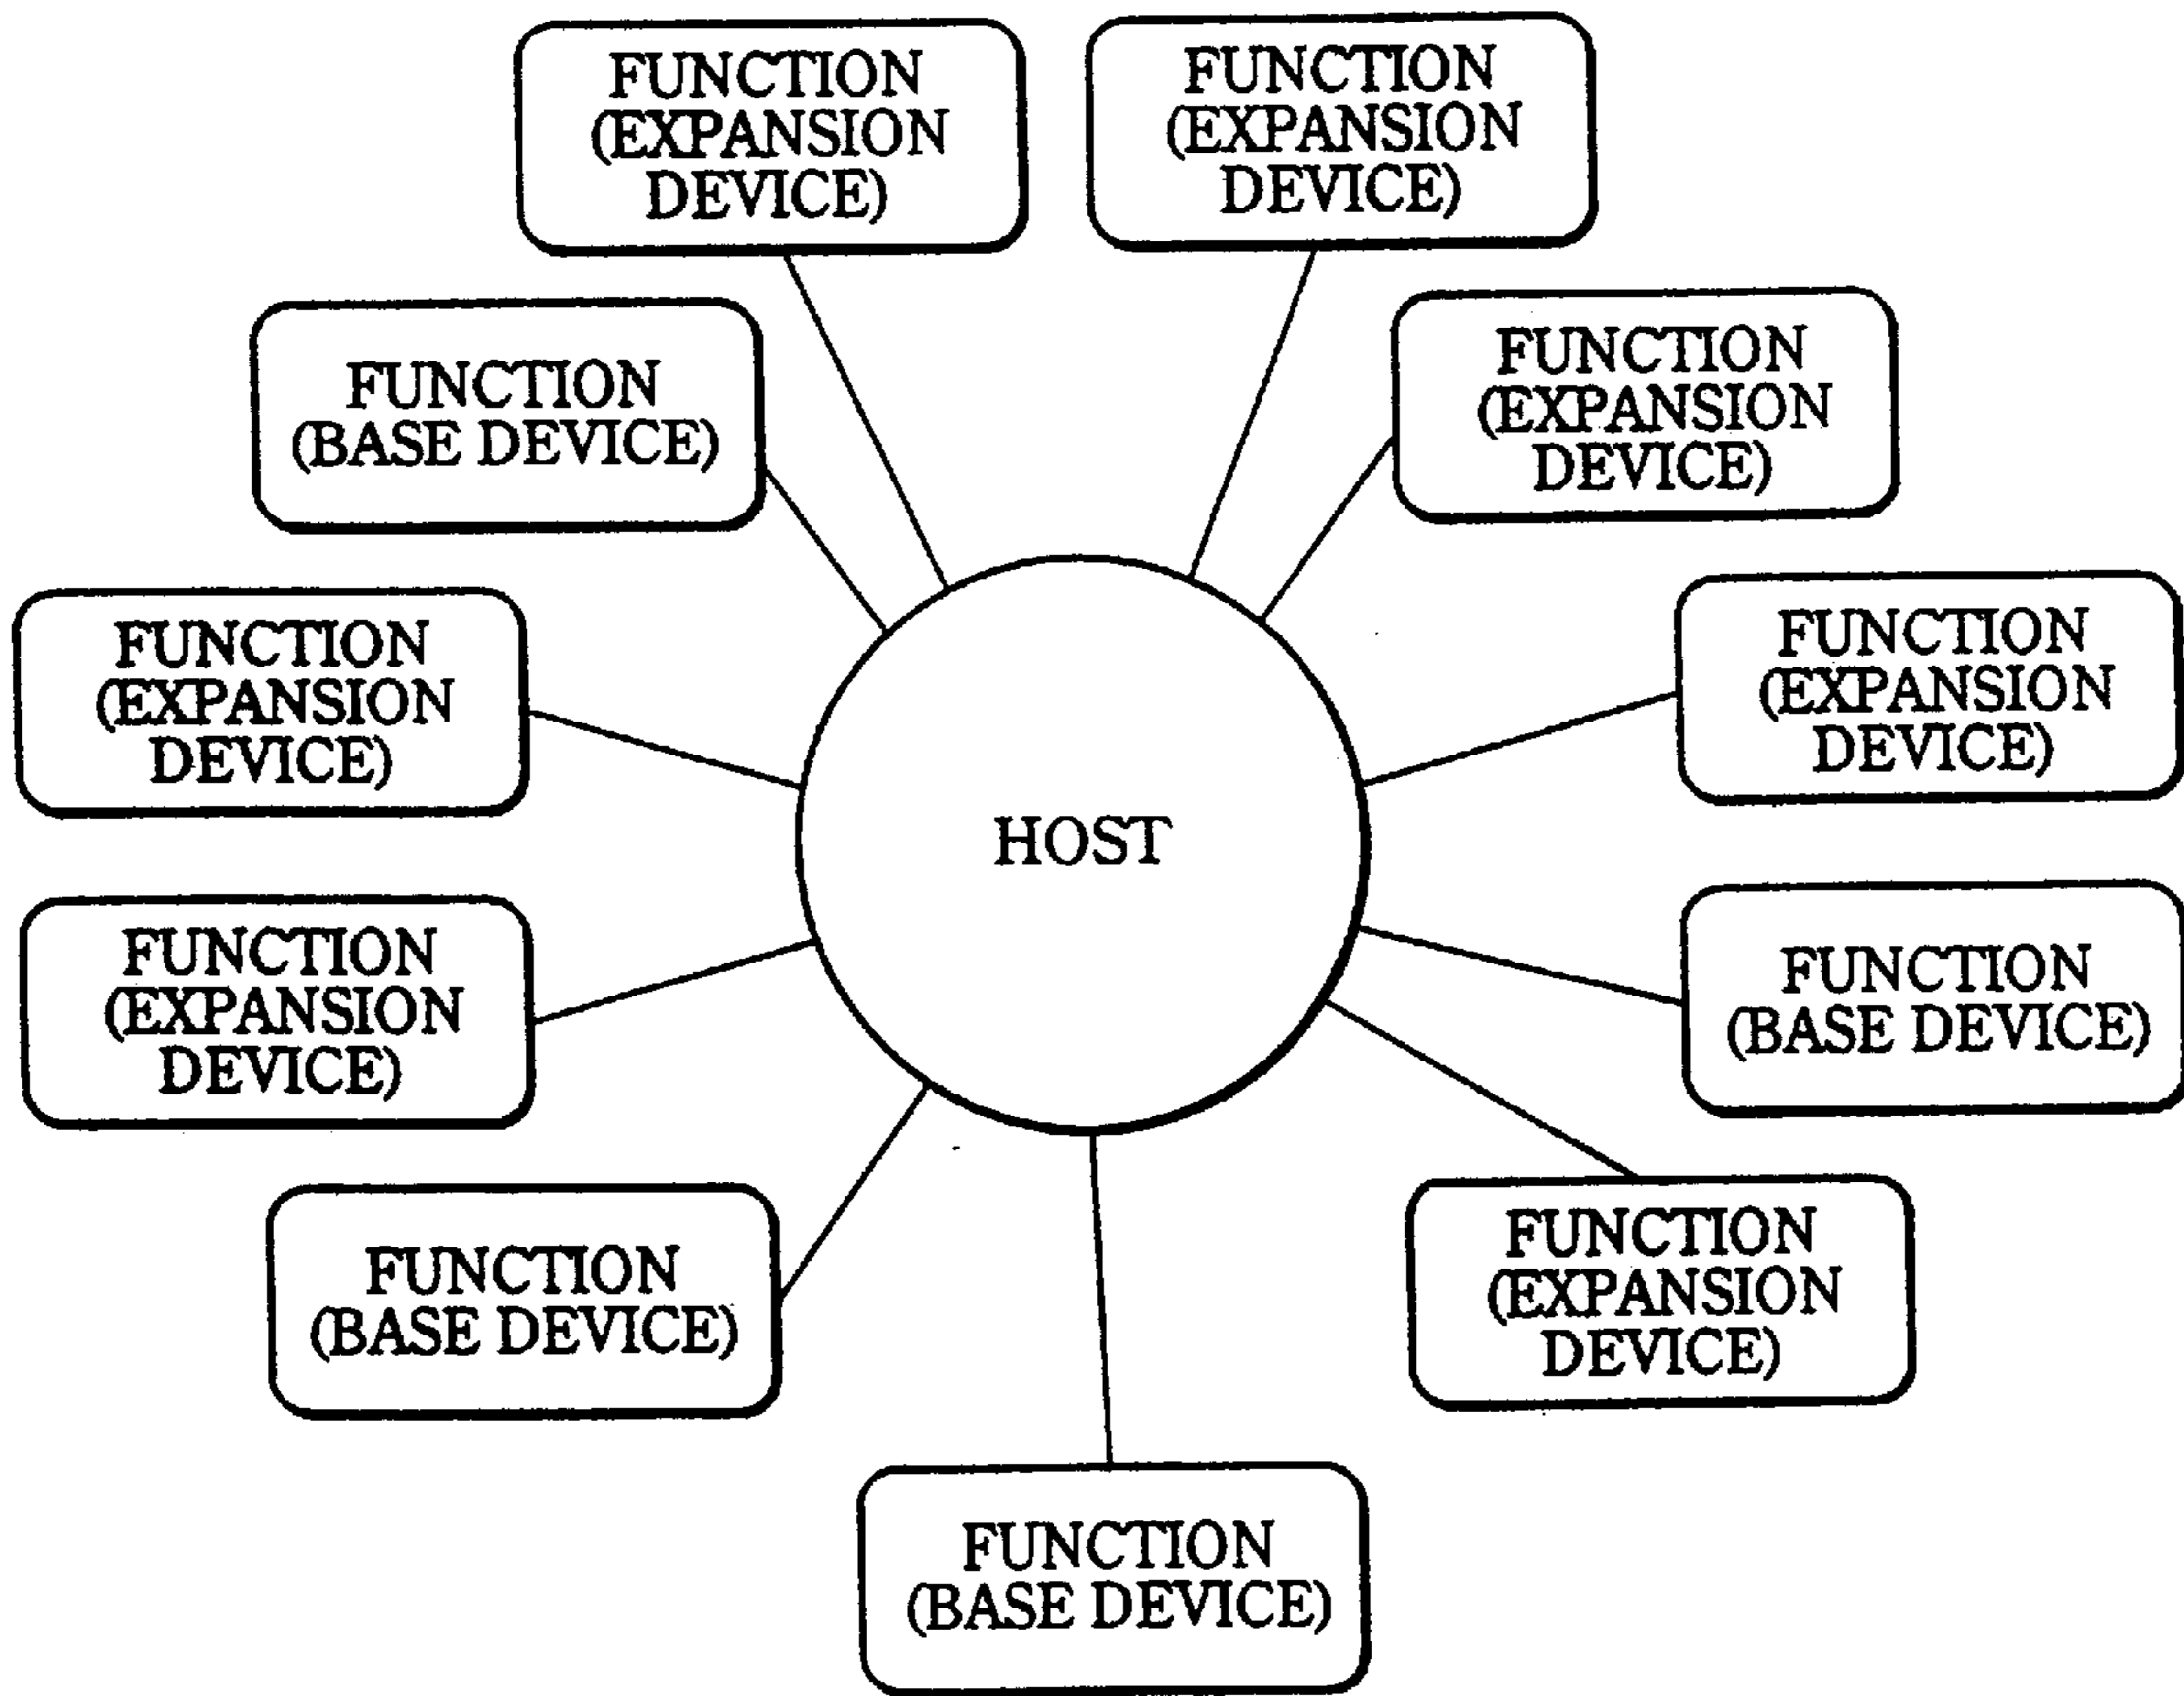 FUNCTION
(EXPANSION
DEVICE)
FUNCTION
(EXPANSION
DEVICE)
FUNCTION
(BASE DEVICE)
FUNCTION
(EXPANSION
DEVICE)
FUNCTION
(EXPANSION
DEVICE)
FUNCTION
(EXPANSION
DEVICE)
HOST
FUNCTION
(EXPANSION
DEVICE)
FUNCTION
(BASE DEVICE)
FUNCTION
(BASE DEVICE)
FUNCTION
(EXPANSION
DEVICE)
FUNCTION
(BASE DEVICE)